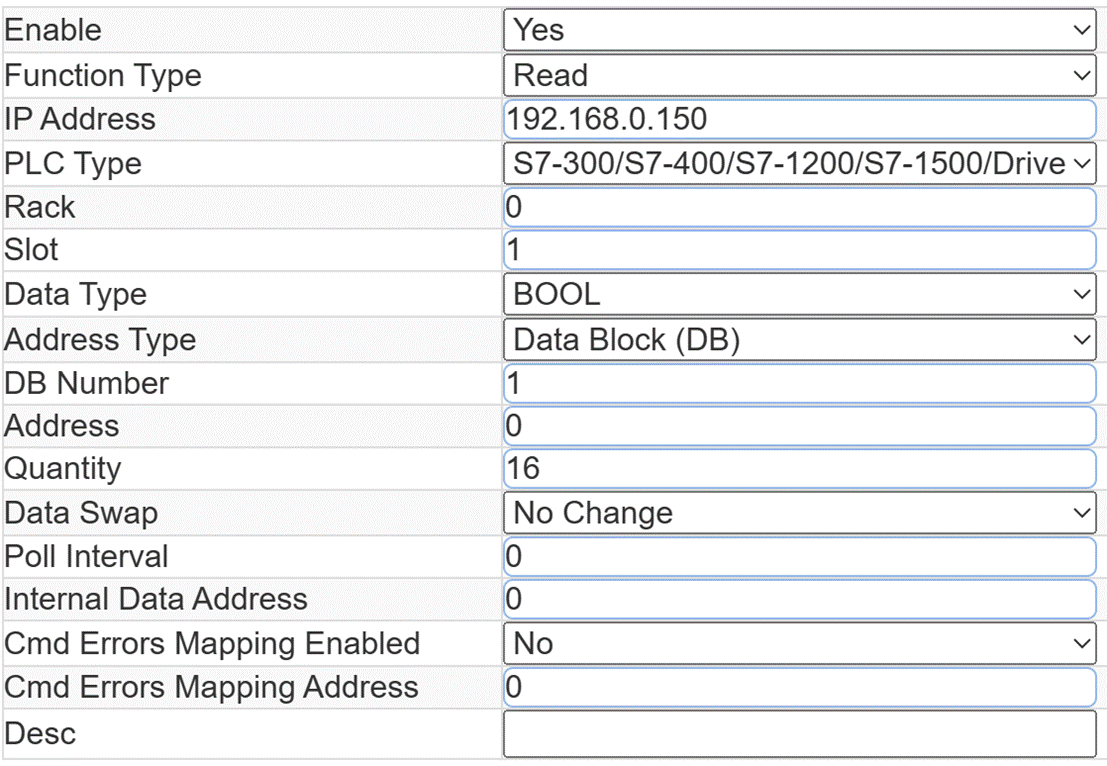 Enable Yes
Function Type Read
IP Address 192.168.0.150
PLC Type S7-300/S7-400/S7-1200/S7-1500/Drive
Rack 0
Slot 1
Data Type BOOL
Address Type Data Block (DB)
DB Number 1
Address 0
Quantity 16
Data Swap No Change
Poll Interval 0
Internal Data Address 0
Cmd Errors Mapping Enabled No
Cmd Errors Mapping Address 0
Desc